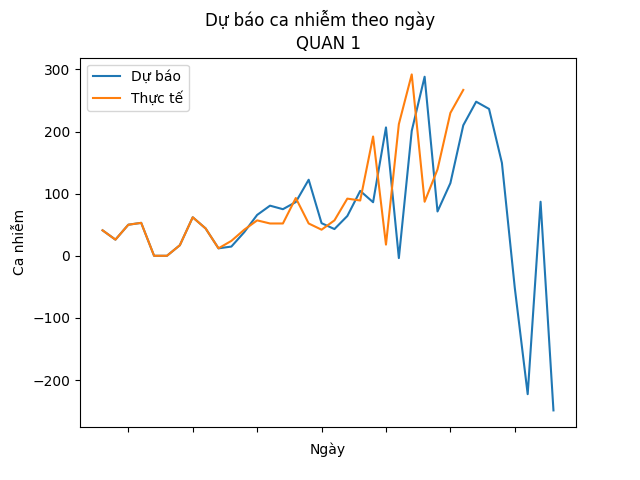 Dự báo ca nhiễm theo ngày
QUAN 1
Dự báo
Thực tế
300
200
100
0
−100
−200
Ca nhiễm
Ngày